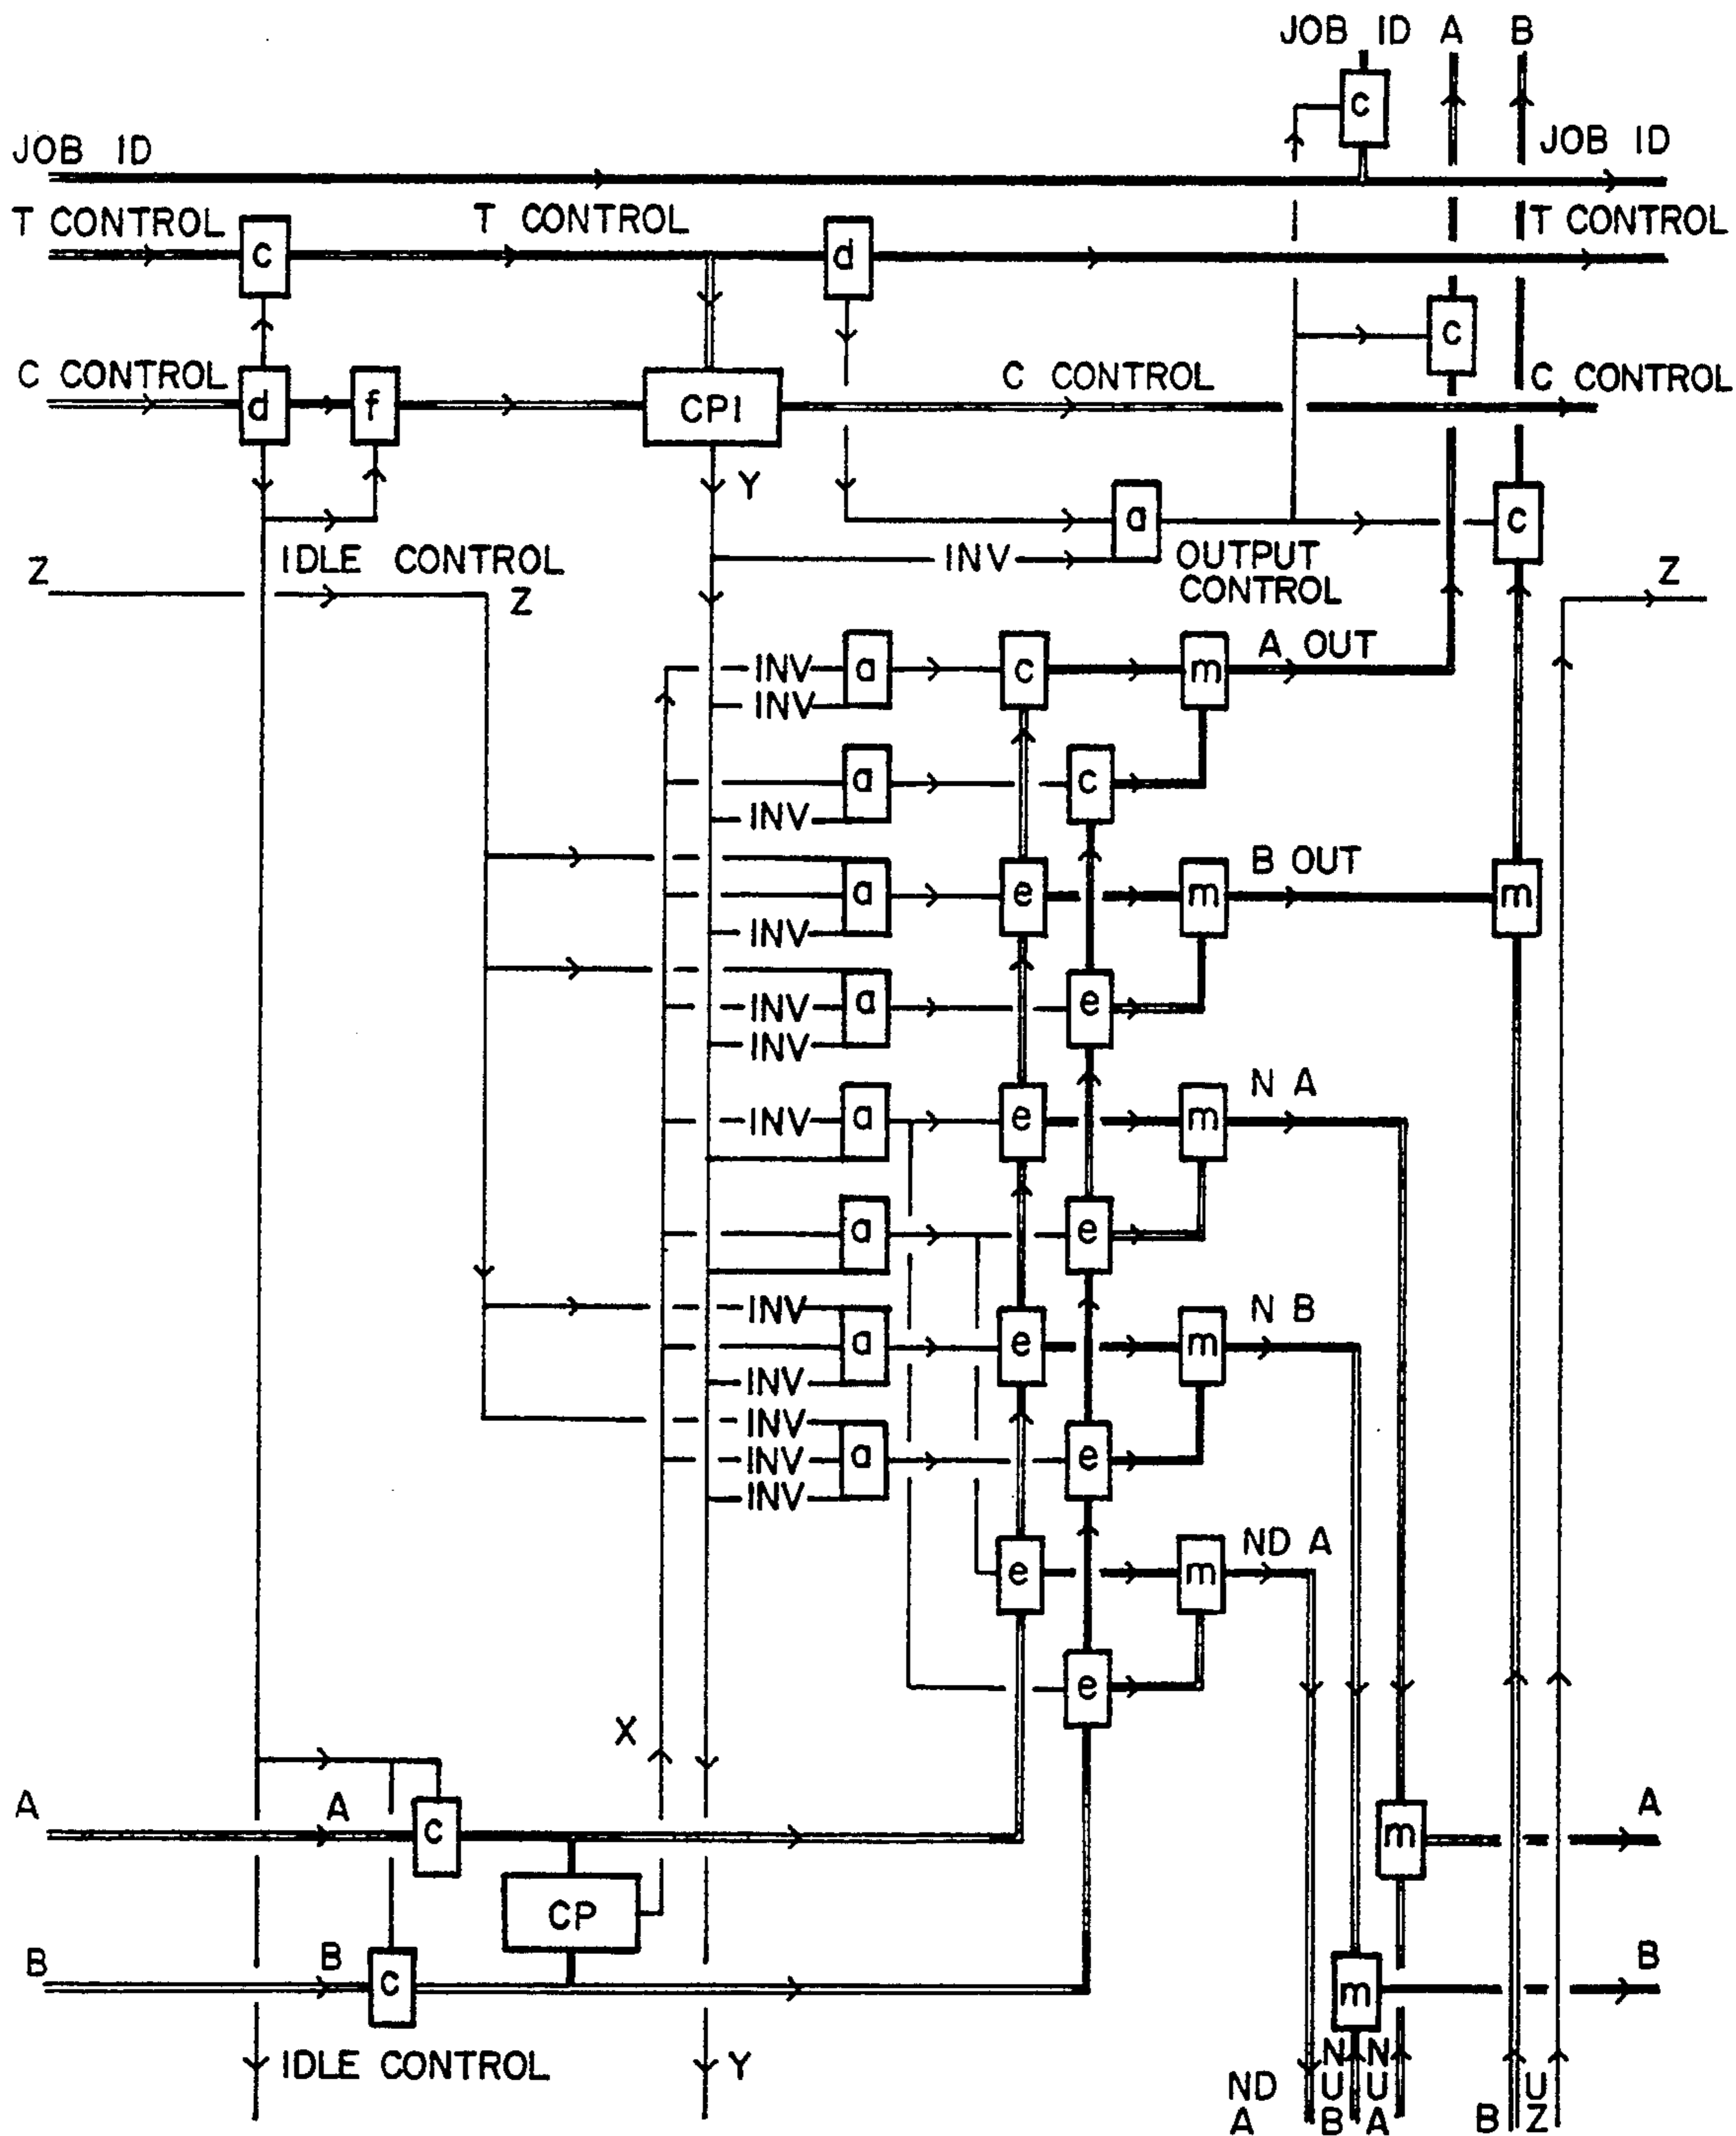 JOB ID A B
JOB ID
c
JOB ID
T CONTROL
c
T CONTROL
d
T CONTROL
c
C CONTROL
d
f
CPI
C CONTROL
C CONTROL
Y
a
c
IDLE CONTROL
INV
OUTPUT
CONTROL
Z
Z
Z
INV
a
c
m
A OUT
INV
a
c
INV
a
e
m
B OUT
m
INV
INV
a
e
INV
INV
a
e
m
N A
a
e
INV
a
e
m
N B
INV
INV
INV
a
e
INV
e
m
ND A
e
X
A
A
c
m
A
CP
B
B
c
m
B
IDLE CONTROL
Y
ND A
N U B
N U A
B
U Z